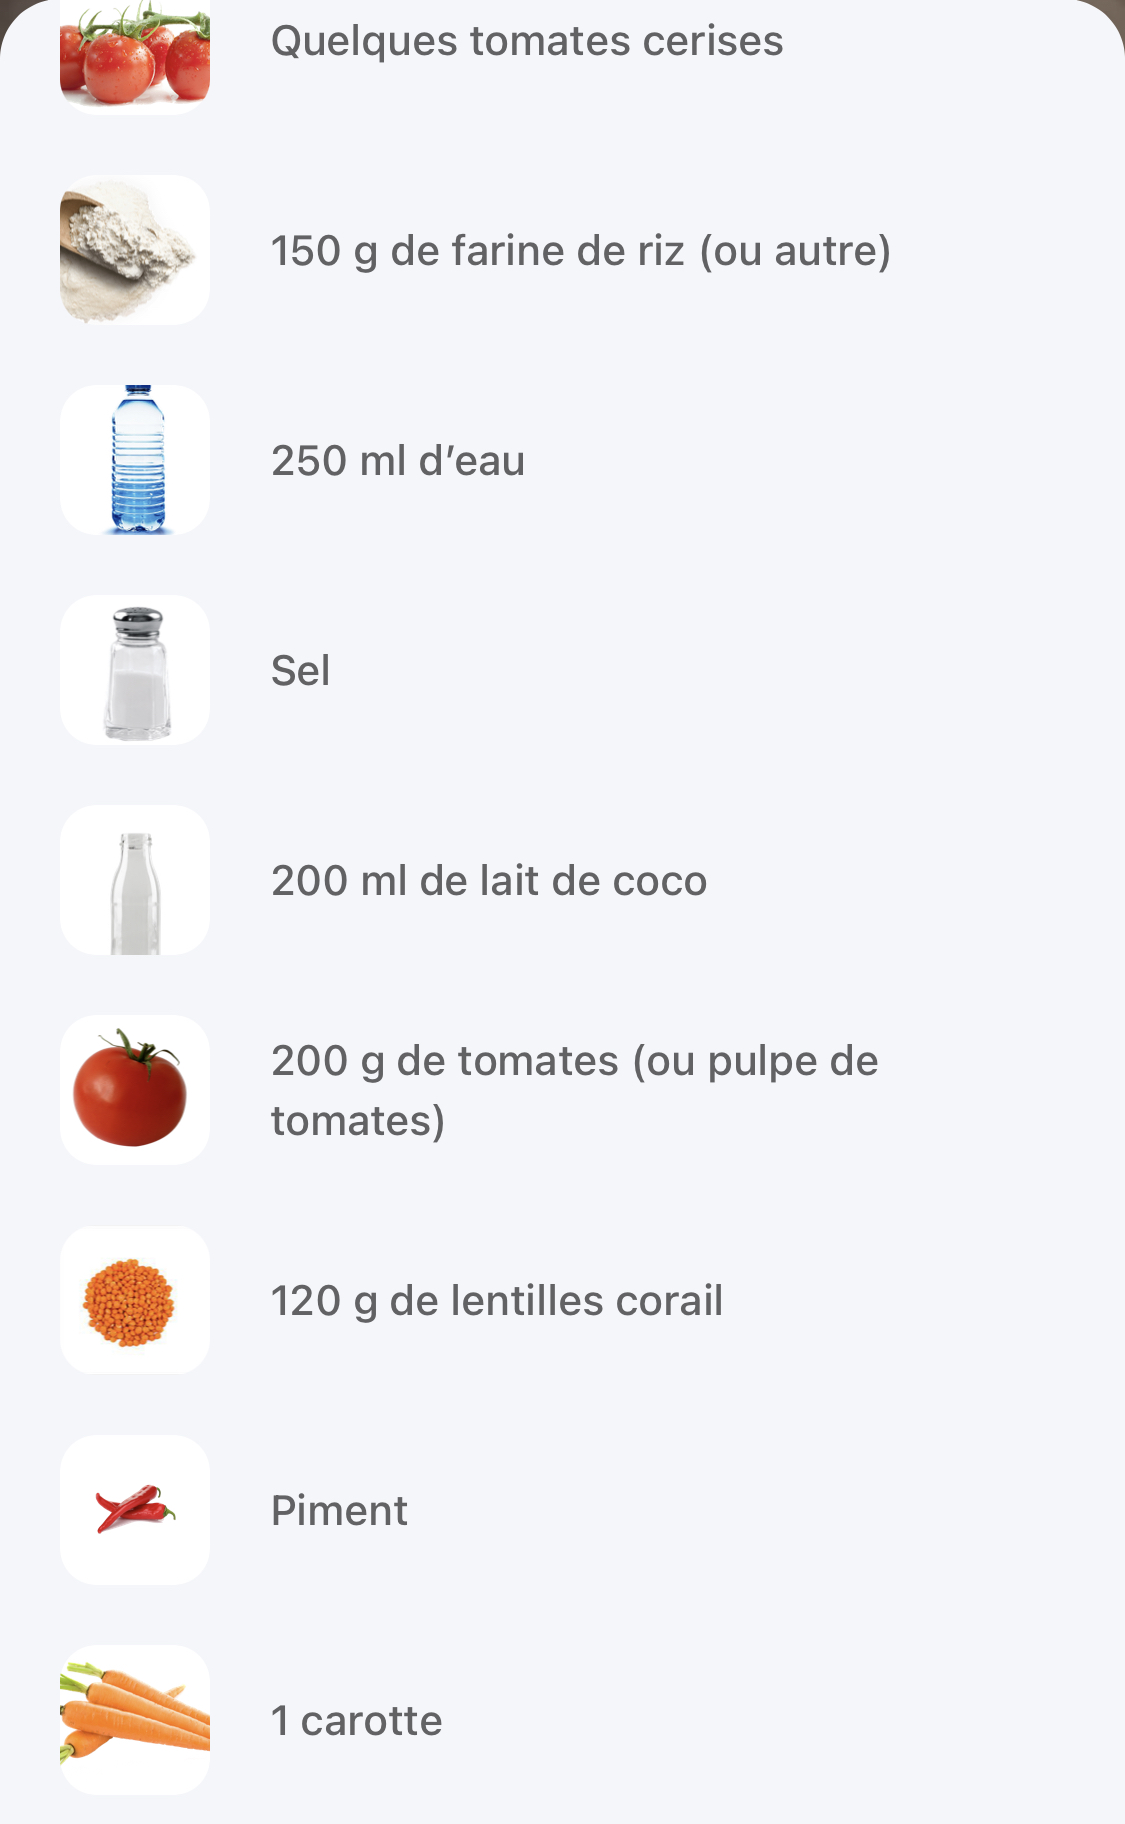 Quelques tomates cerises
150 g de farine de riz (ou autre)
250 ml d’eau
Sel
200 ml de lait de coco
200 g de tomates (ou pulpe de
tomates)
120 g de lentilles corail
Piment
1 carotte